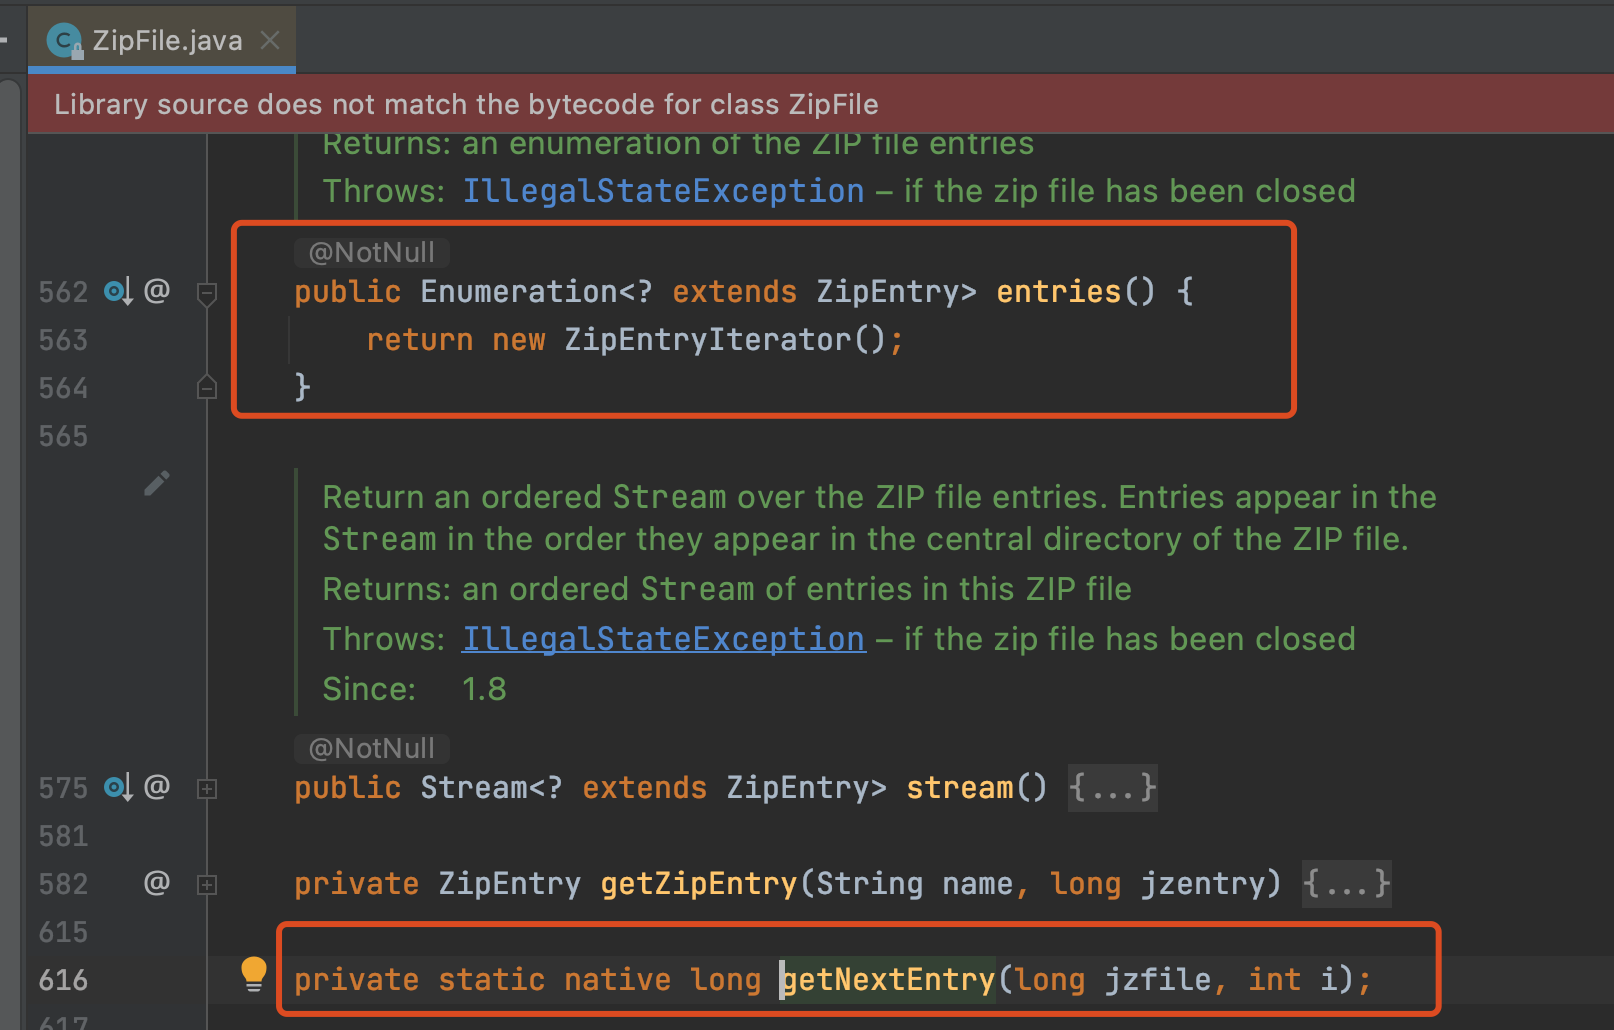 ZipFile.java
Library source does not match the bytecode for class ZipFile
Returns: an enumeration of the ZIP file entries
Throws: IllegalStateException – if the zip file has been closed
@NotNull
562 @ public Enumeration<? extends ZipEntry> entries() {
563 return new ZipEntryIterator();
564 }
565
Return an ordered Stream over the ZIP file entries. Entries appear in the
Stream in the order they appear in the central directory of the ZIP file.
Returns: an ordered Stream of entries in this ZIP file
Throws: IllegalStateException – if the zip file has been closed
Since: 1.8
@NotNull
575 @ public Stream<? extends ZipEntry> stream() {...}
581
582 @ private ZipEntry getZipEntry(String name, long jzentry) {...}
615
616 private static native long getNextEntry(long jzfile, int i);
617